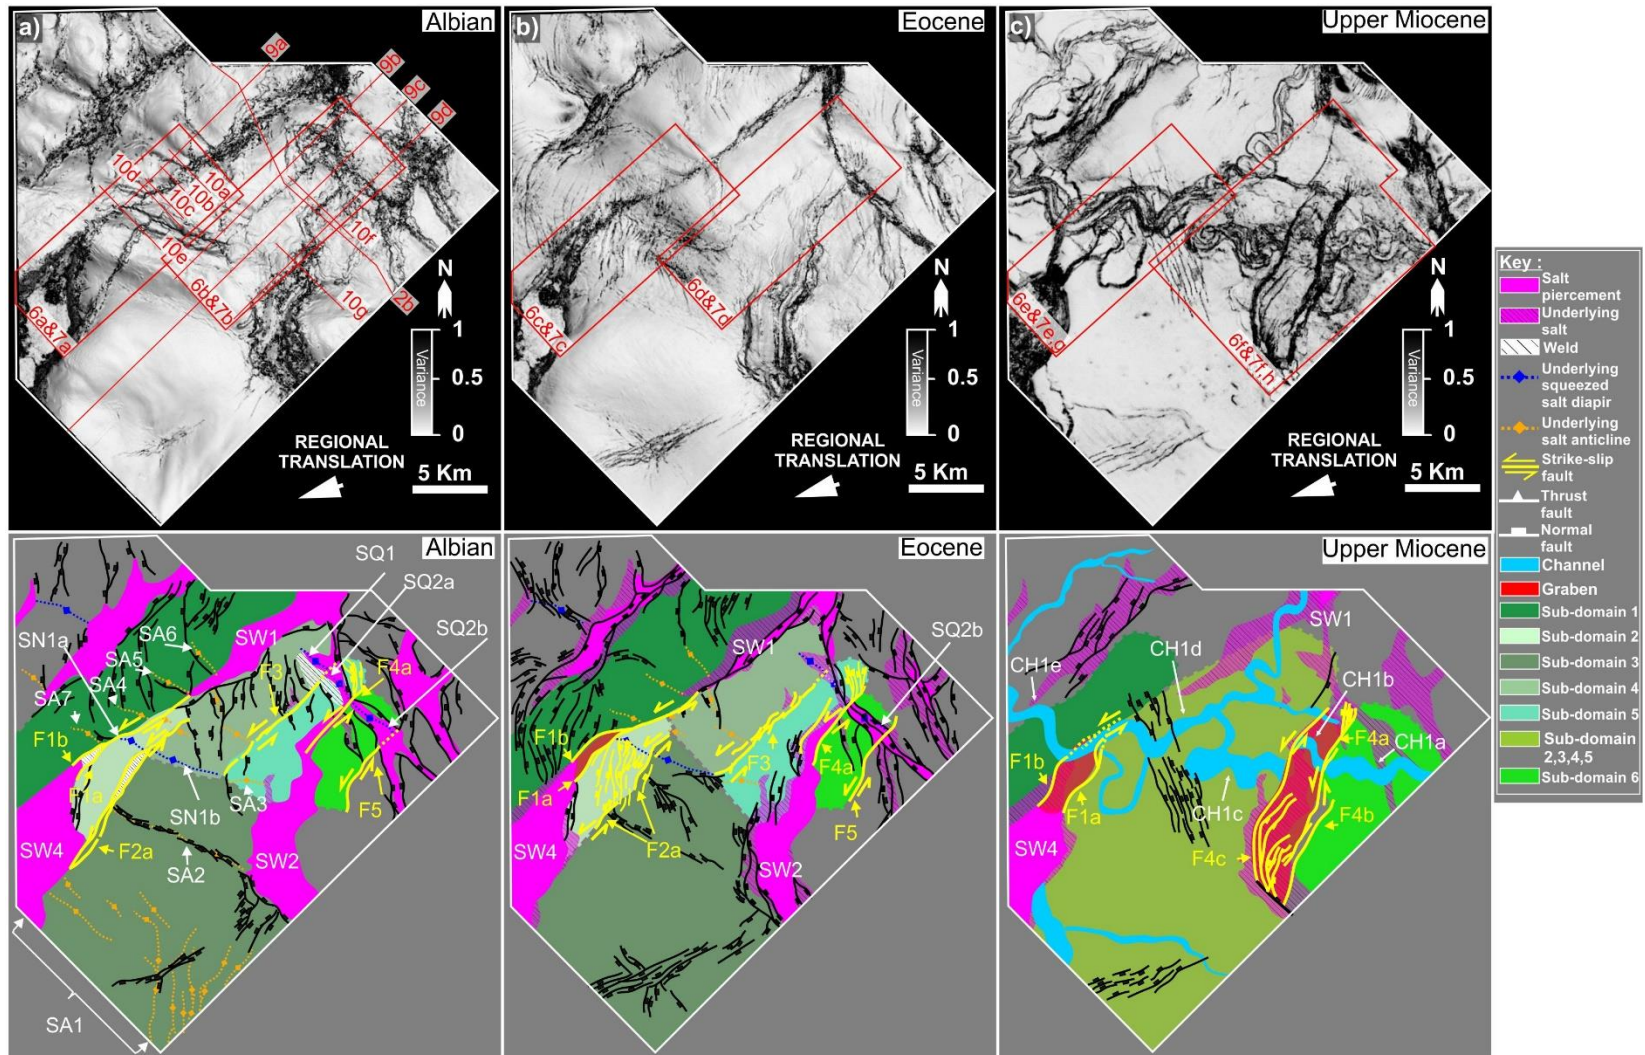 a)
Albian
9a
9b
9c
9d
10d
10a
10b
10c
10e
10f
10g
2b
6a&7a
6b&7b
N
1
Variance
0.5
0
REGIONAL
TRANSLATION
5 Km
b)
Eocene
6c&7c
6d&7d
N
1
Variance
0.5
0
REGIONAL
TRANSLATION
5 Km
c)
Upper Miocene
6e&7e,g
6f&7f,h
N
1
Variance
0.5
0
REGIONAL
TRANSLATION
5 Km
Albian
SQ1
SQ2a
SQ2b
SN1a
SA6
SA5
SA4
SA7
SW1
F3
F4a
F1b
F1a
SN1b
SA3
F5
SW4
F2a
SA2
SW2
SA1
Eocene
SW1
SQ2b
F1b
F3
F4a
F1a
F5
SW4
F2a
SW2
Upper Miocene
SW1
CH1e
CH1d
CH1b
F4a
CH1a
F1b
F1a
CH1c
F4b
SW4
F4c
Key :
Salt
piercement
Underlying
salt
Weld
Underlying
squeezed
salt diapir
Underlying
salt anticline
Strike-slip
fault
Thrust
fault
Normal
fault
Channel
Graben
Sub-domain 1
Sub-domain 2
Sub-domain 3
Sub-domain 4
Sub-domain 5
Sub-domain
2,3,4,5
Sub-domain 6